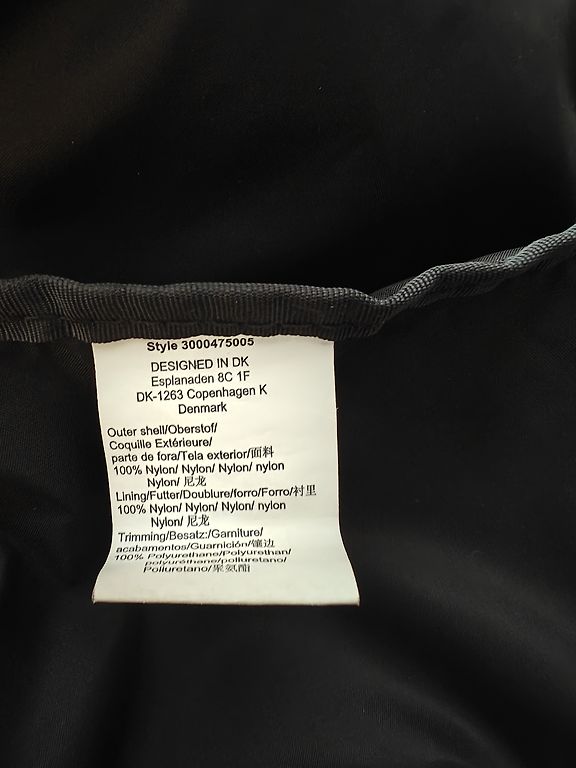 Style 3000475005
DESIGNED IN DK
Esplanaden 8C 1F
DK-1263 Copenhagen K
Denmark
Outer shell/Oberstof/
Coquille Extérieure/
parte de fora/Tela exterior/面料
100% Nylon/ Nylon/ Nylon/ nylon
Nylon/ 尼龙
Lining/Futter/Doublure/forro/Forro/衬里
100% Nylon/ Nylon/ Nylon/ nylon
Nylon/ 尼龙
Trimming/Besatz:/Garniture/
acabamentos/Guarnición/镶边
100% Polyurethane/Polyurethan/
polyuréthane/poliuretano/
Poliuretano/聚氨酯